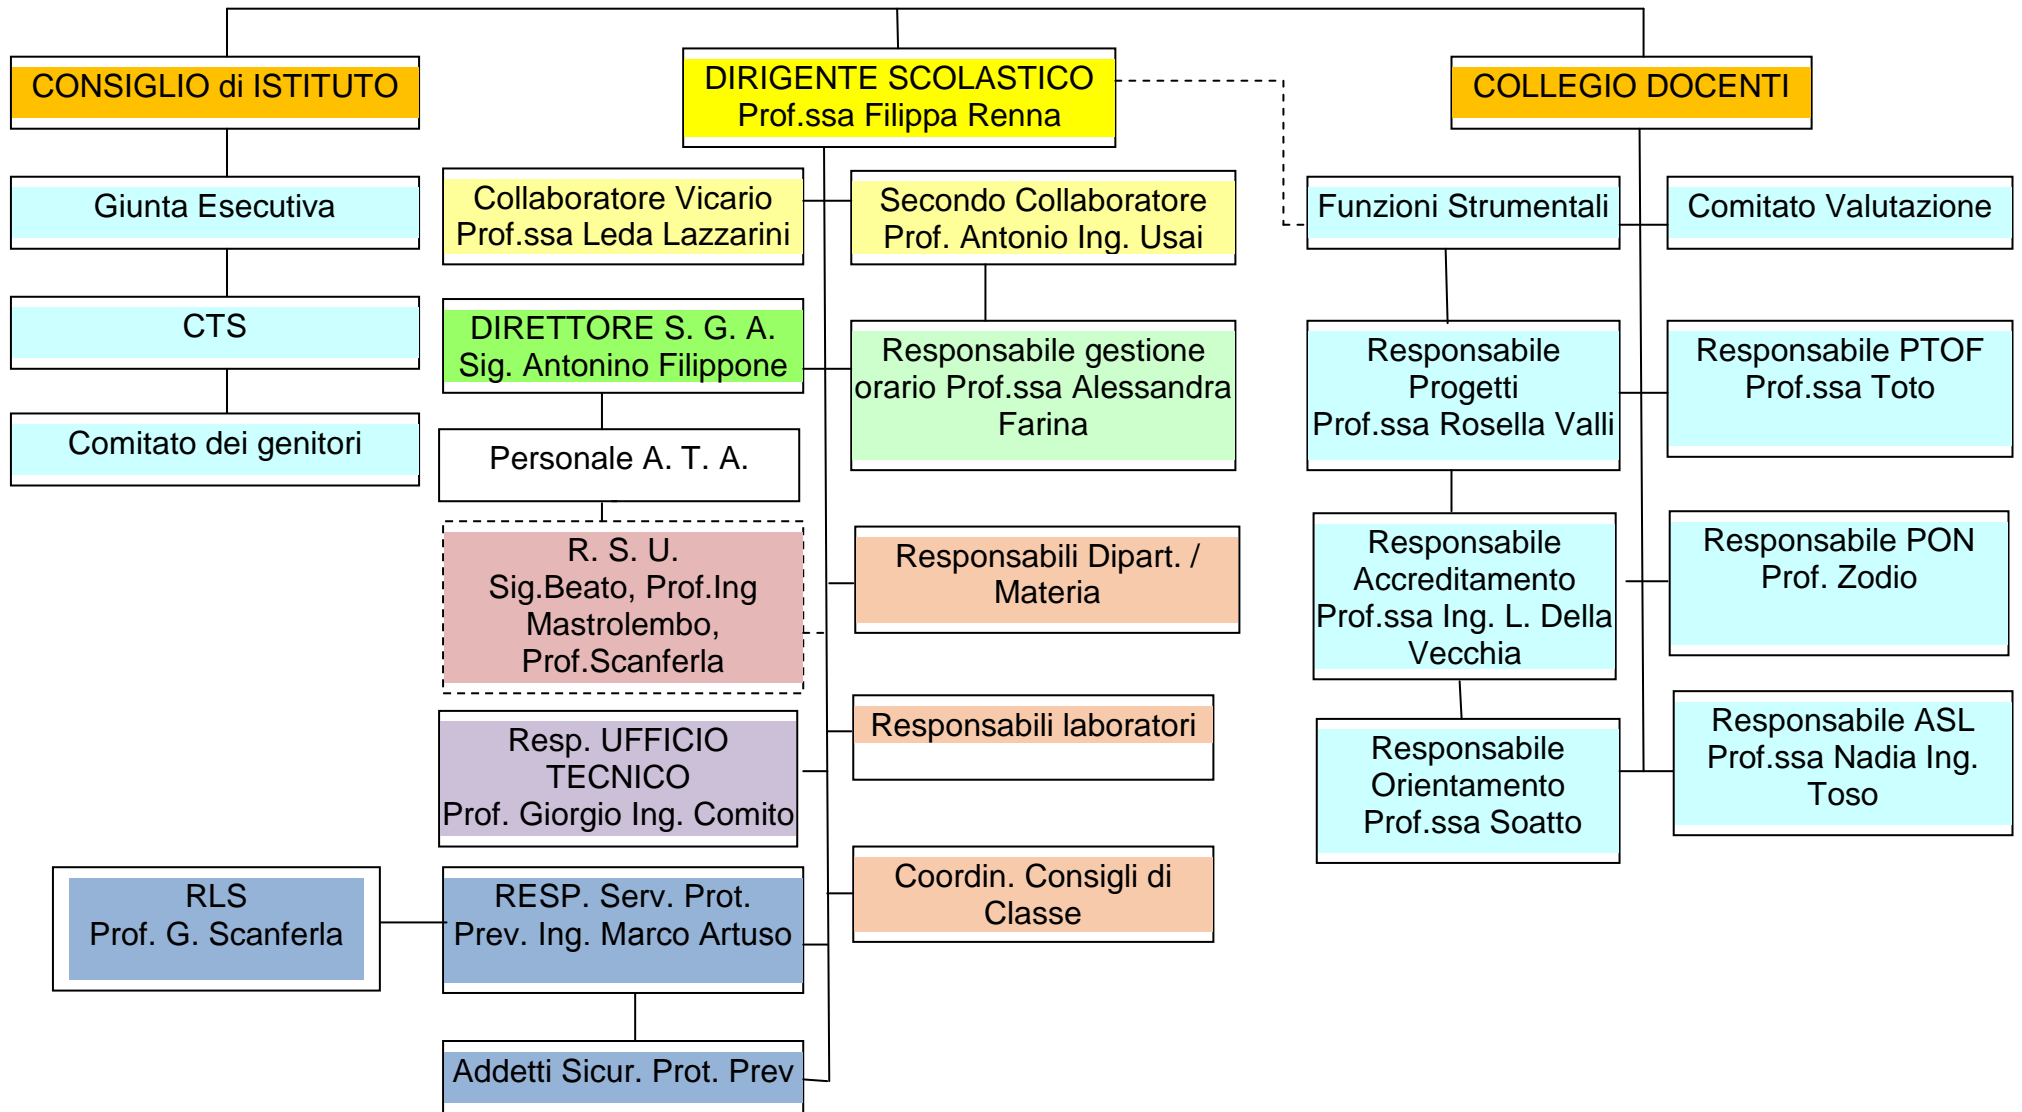 CONSIGLIO di ISTITUTO
DIRIGENTE SCOLASTICO
Prof.ssa Filippa Renna
COLLEGIO DOCENTI
Giunta Esecutiva
Collaboratore Vicario
Prof.ssa Leda Lazzarini
Secondo Collaboratore
Prof. Antonio Ing. Usai
Funzioni Strumentali
Comitato Valutazione
CTS
DIRETTORE S. G. A.
Sig. Antonino Filippone
Responsabile gestione
orario Prof.ssa Alessandra
Farina
Responsabile
Progetti
Prof.ssa Rosella Valli
Responsabile PTOF
Prof.ssa Toto
Comitato dei genitori
Personale A. T. A.
R. S. U.
Sig.Beato, Prof.Ing
Mastrolembo,
Prof.Scanferla
Responsabili Dipart. /
Materia
Responsabile
Accreditamento
Prof.ssa Ing. L. Della
Vecchia
Responsabile PON
Prof. Zodio
Resp. UFFICIO
TECNICO
Prof. Giorgio Ing. Comito
Responsabili laboratori
Responsabile
Orientamento
Prof.ssa Soatto
Responsabile ASL
Prof.ssa Nadia Ing.
Toso
RLS
Prof. G. Scanferla
RESP. Serv. Prot.
Prev. Ing. Marco Artuso
Coordin. Consigli di
Classe
Addetti Sicur. Prot. Prev